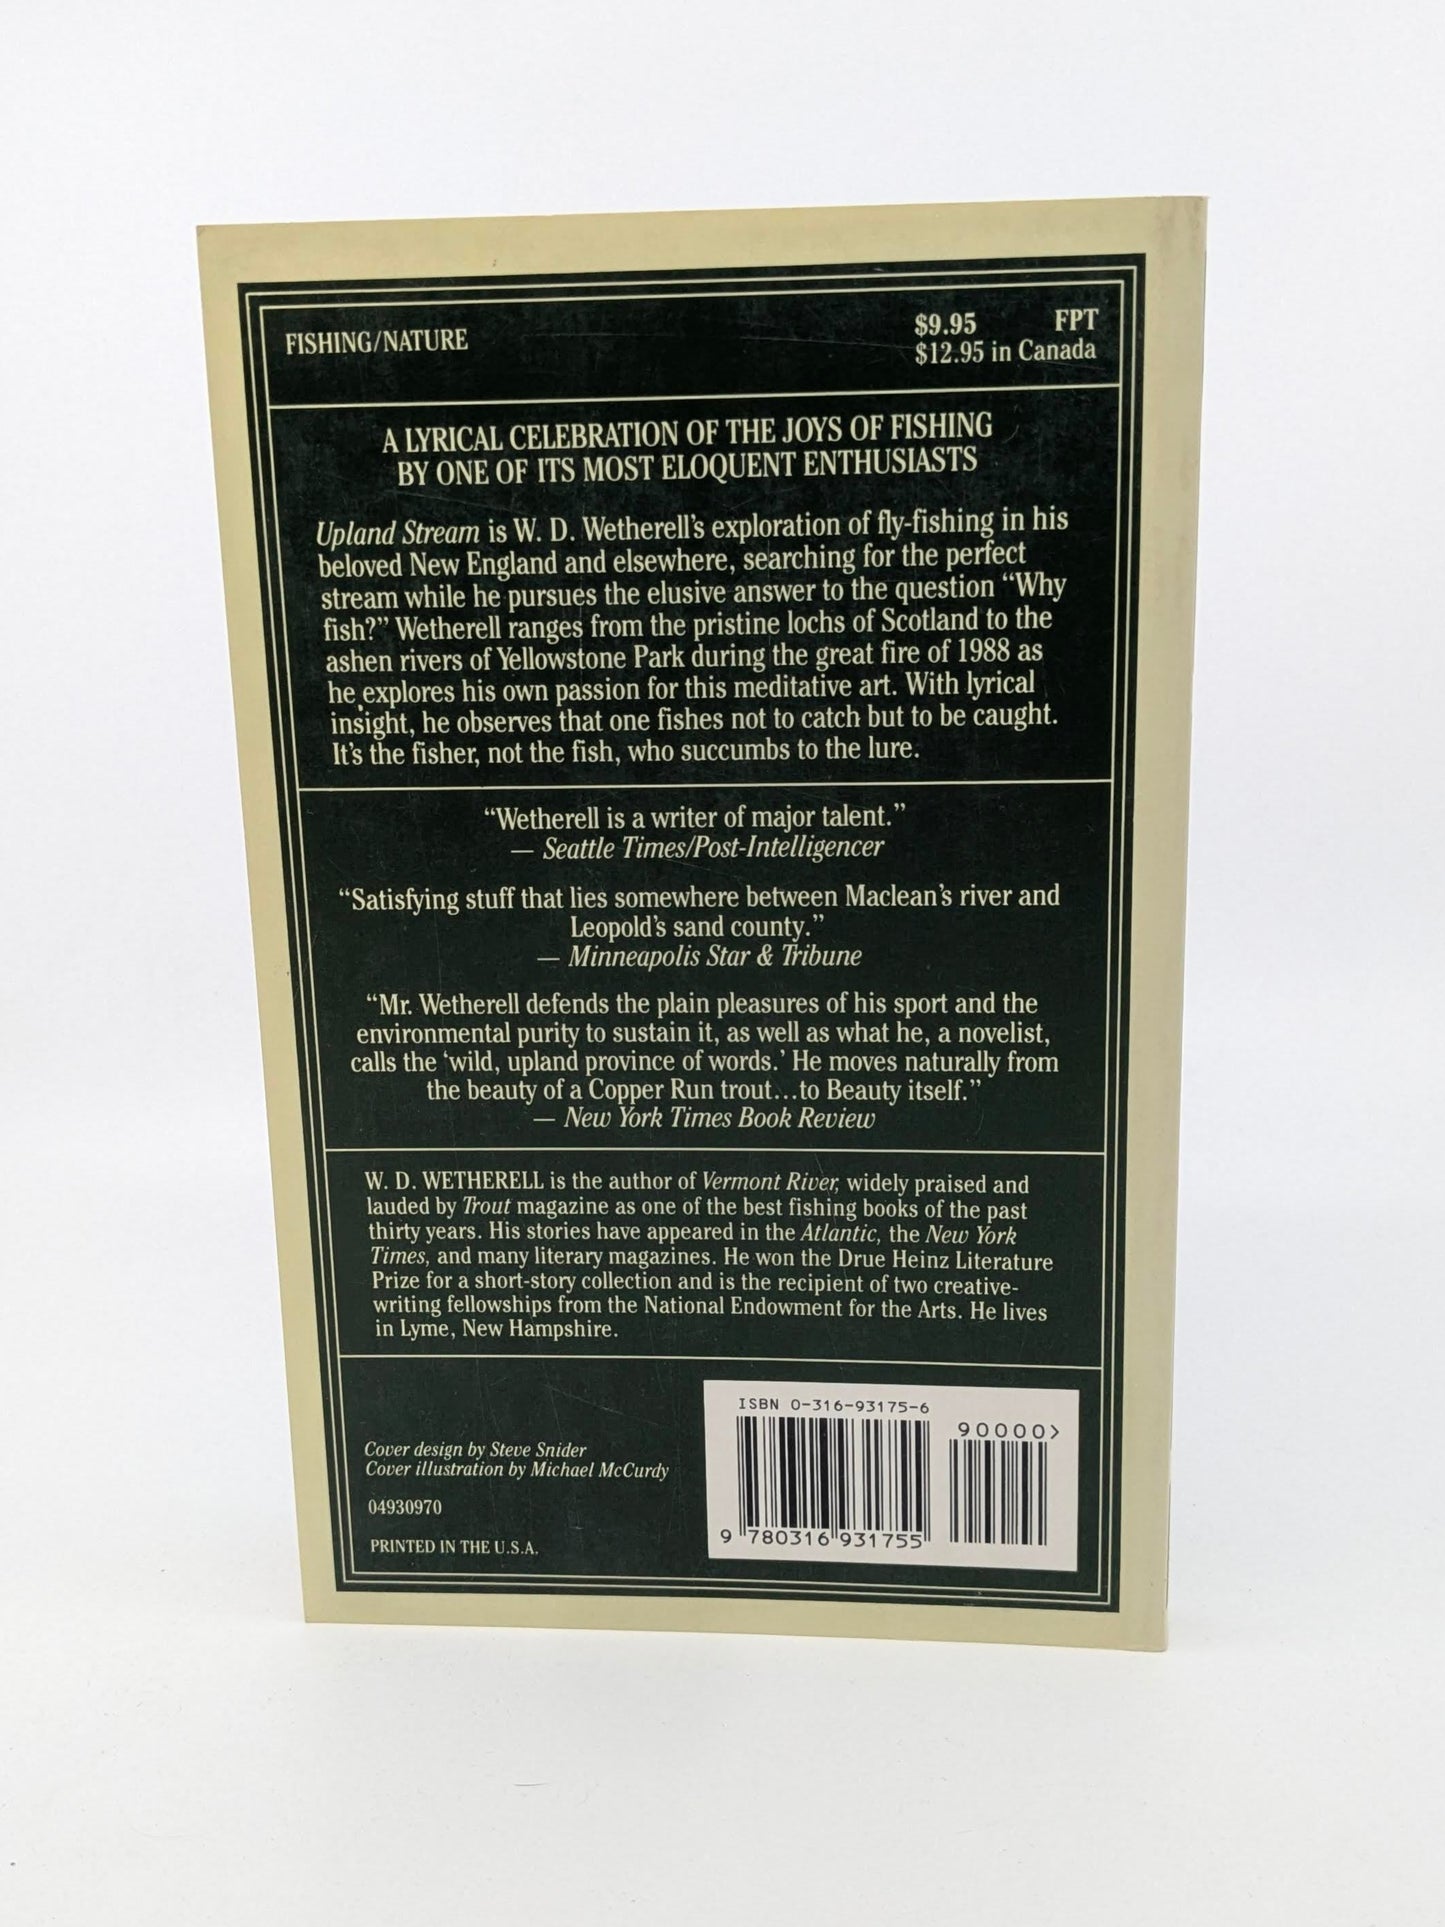 FISHING/NATURE
$9.95 FPT
$12.95 in Canada
A LYRICAL CELEBRATION OF THE JOYS OF FISHING
BY ONE OF ITS MOST ELOQUENT ENTHUSIASTS
Upland Stream is W. D. Wetherell's exploration of fly-fishing in his
beloved New England and elsewhere, searching for the perfect
stream while he pursues the elusive answer to the question “Why
fish?” Wetherell ranges from the pristine lochs of Scotland to the
ashen rivers of Yellowstone Park during the great fire of 1988 as
he explores his own passion for this meditative art. With lyrical
insight, he observes that one fishes not to catch but to be caught.
It's the fisher, not the fish, who succumbs to the lure.
“Wetherell is a writer of major talent.”
— Seattle Times/Post-Intelligencer
“Satisfying stuff that lies somewhere between Maclean's river and
Leopold's sand county.”
— Minneapolis Star & Tribune
“Mr. Wetherell defends the plain pleasures of his sport and the
environmental purity to sustain it, as well as what he, a novelist,
calls the ‘wild, upland province of words.’ He moves naturally from
the beauty of a Copper Run trout...to Beauty itself.”
— New York Times Book Review
W. D. WETHERELL is the author of Vermont River, widely praised and
lauded by Trout magazine as one of the best fishing books of the past
thirty years. His stories have appeared in the Atlantic, the New York
Times, and many literary magazines. He won the Drue Heinz Literature
Prize for a short-story collection and is the recipient of two creative-
writing fellowships from the National Endowment for the Arts. He lives
in Lyme, New Hampshire.
Cover design by Steve Snider
Cover illustration by Michael McCurdy
04930970
PRINTED IN THE U.S.A.
ISBN 0-316-93175-6
90000>
9 780316 931755